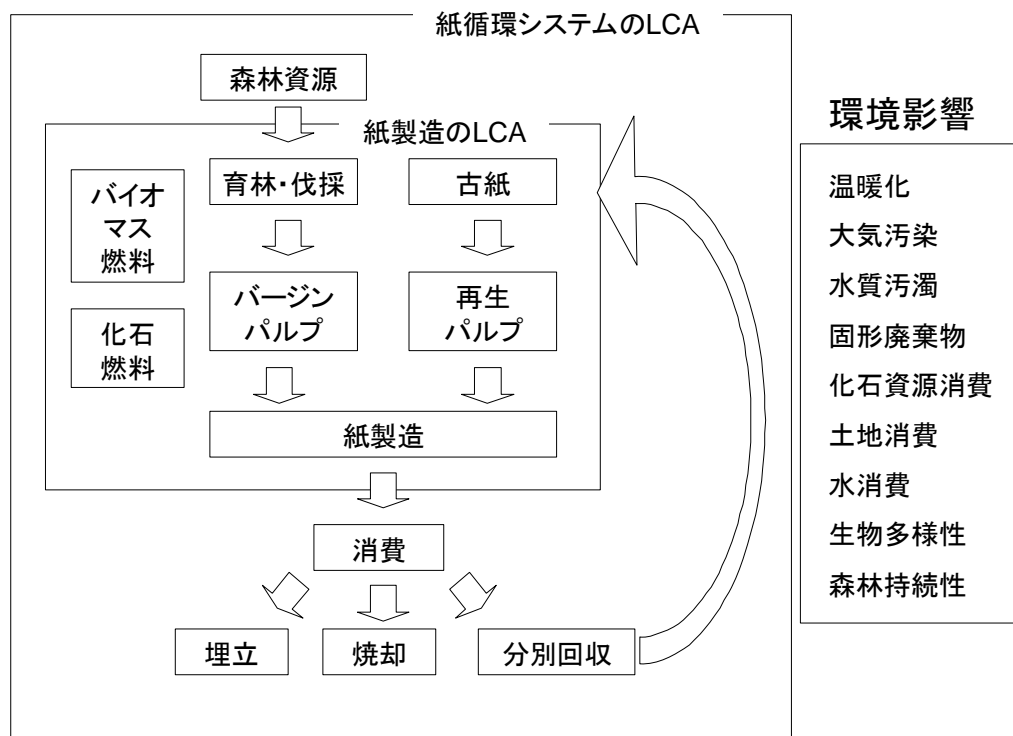 紙循環システムのLCA
森林資源
紙製造のLCA
バイオ
マス
燃料
化石
燃料
育林・伐採
古紙
バージン
パルプ
再生
パルプ
紙製造
消費
埋立
焼却
分別回収
環境影響
温暖化
大気汚染
水質汚濁
固形廃棄物
化石資源消費
土地消費
水消費
生物多様性
森林持続性